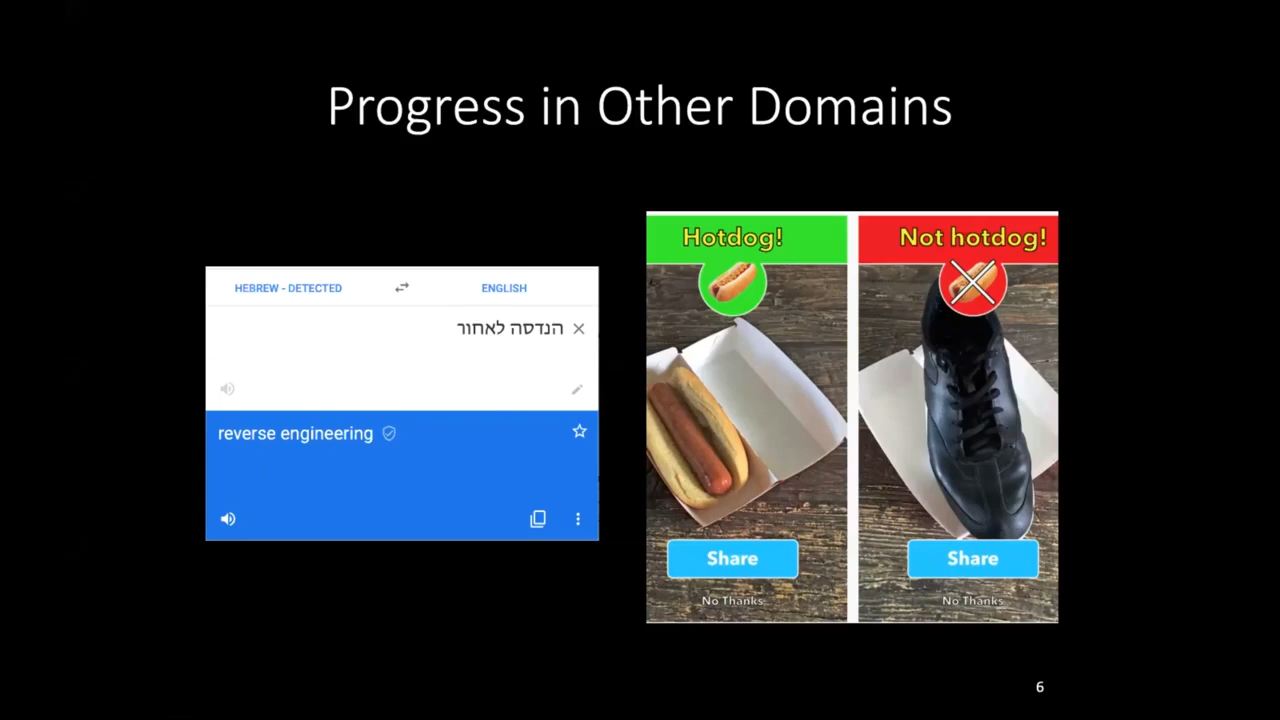 Progress in Other Domains
HEBREW - DETECTED
ENGLISH
הנדסה לאחור
reverse engineering
Hotdog!
Not hotdog!
Share
Share
No Thanks
No Thanks
6